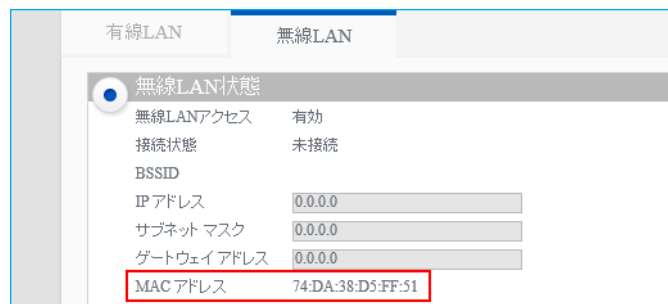 有線LAN 無線LAN
無線LAN状態
無線LANアクセス 有効
接続状態 未接続
BSSID
IPアドレス 0.0.0.0
サブネット マスク 0.0.0.0
ゲートウェイ アドレス 0.0.0.0
MAC アドレス 74:DA:38:D5:FF:51